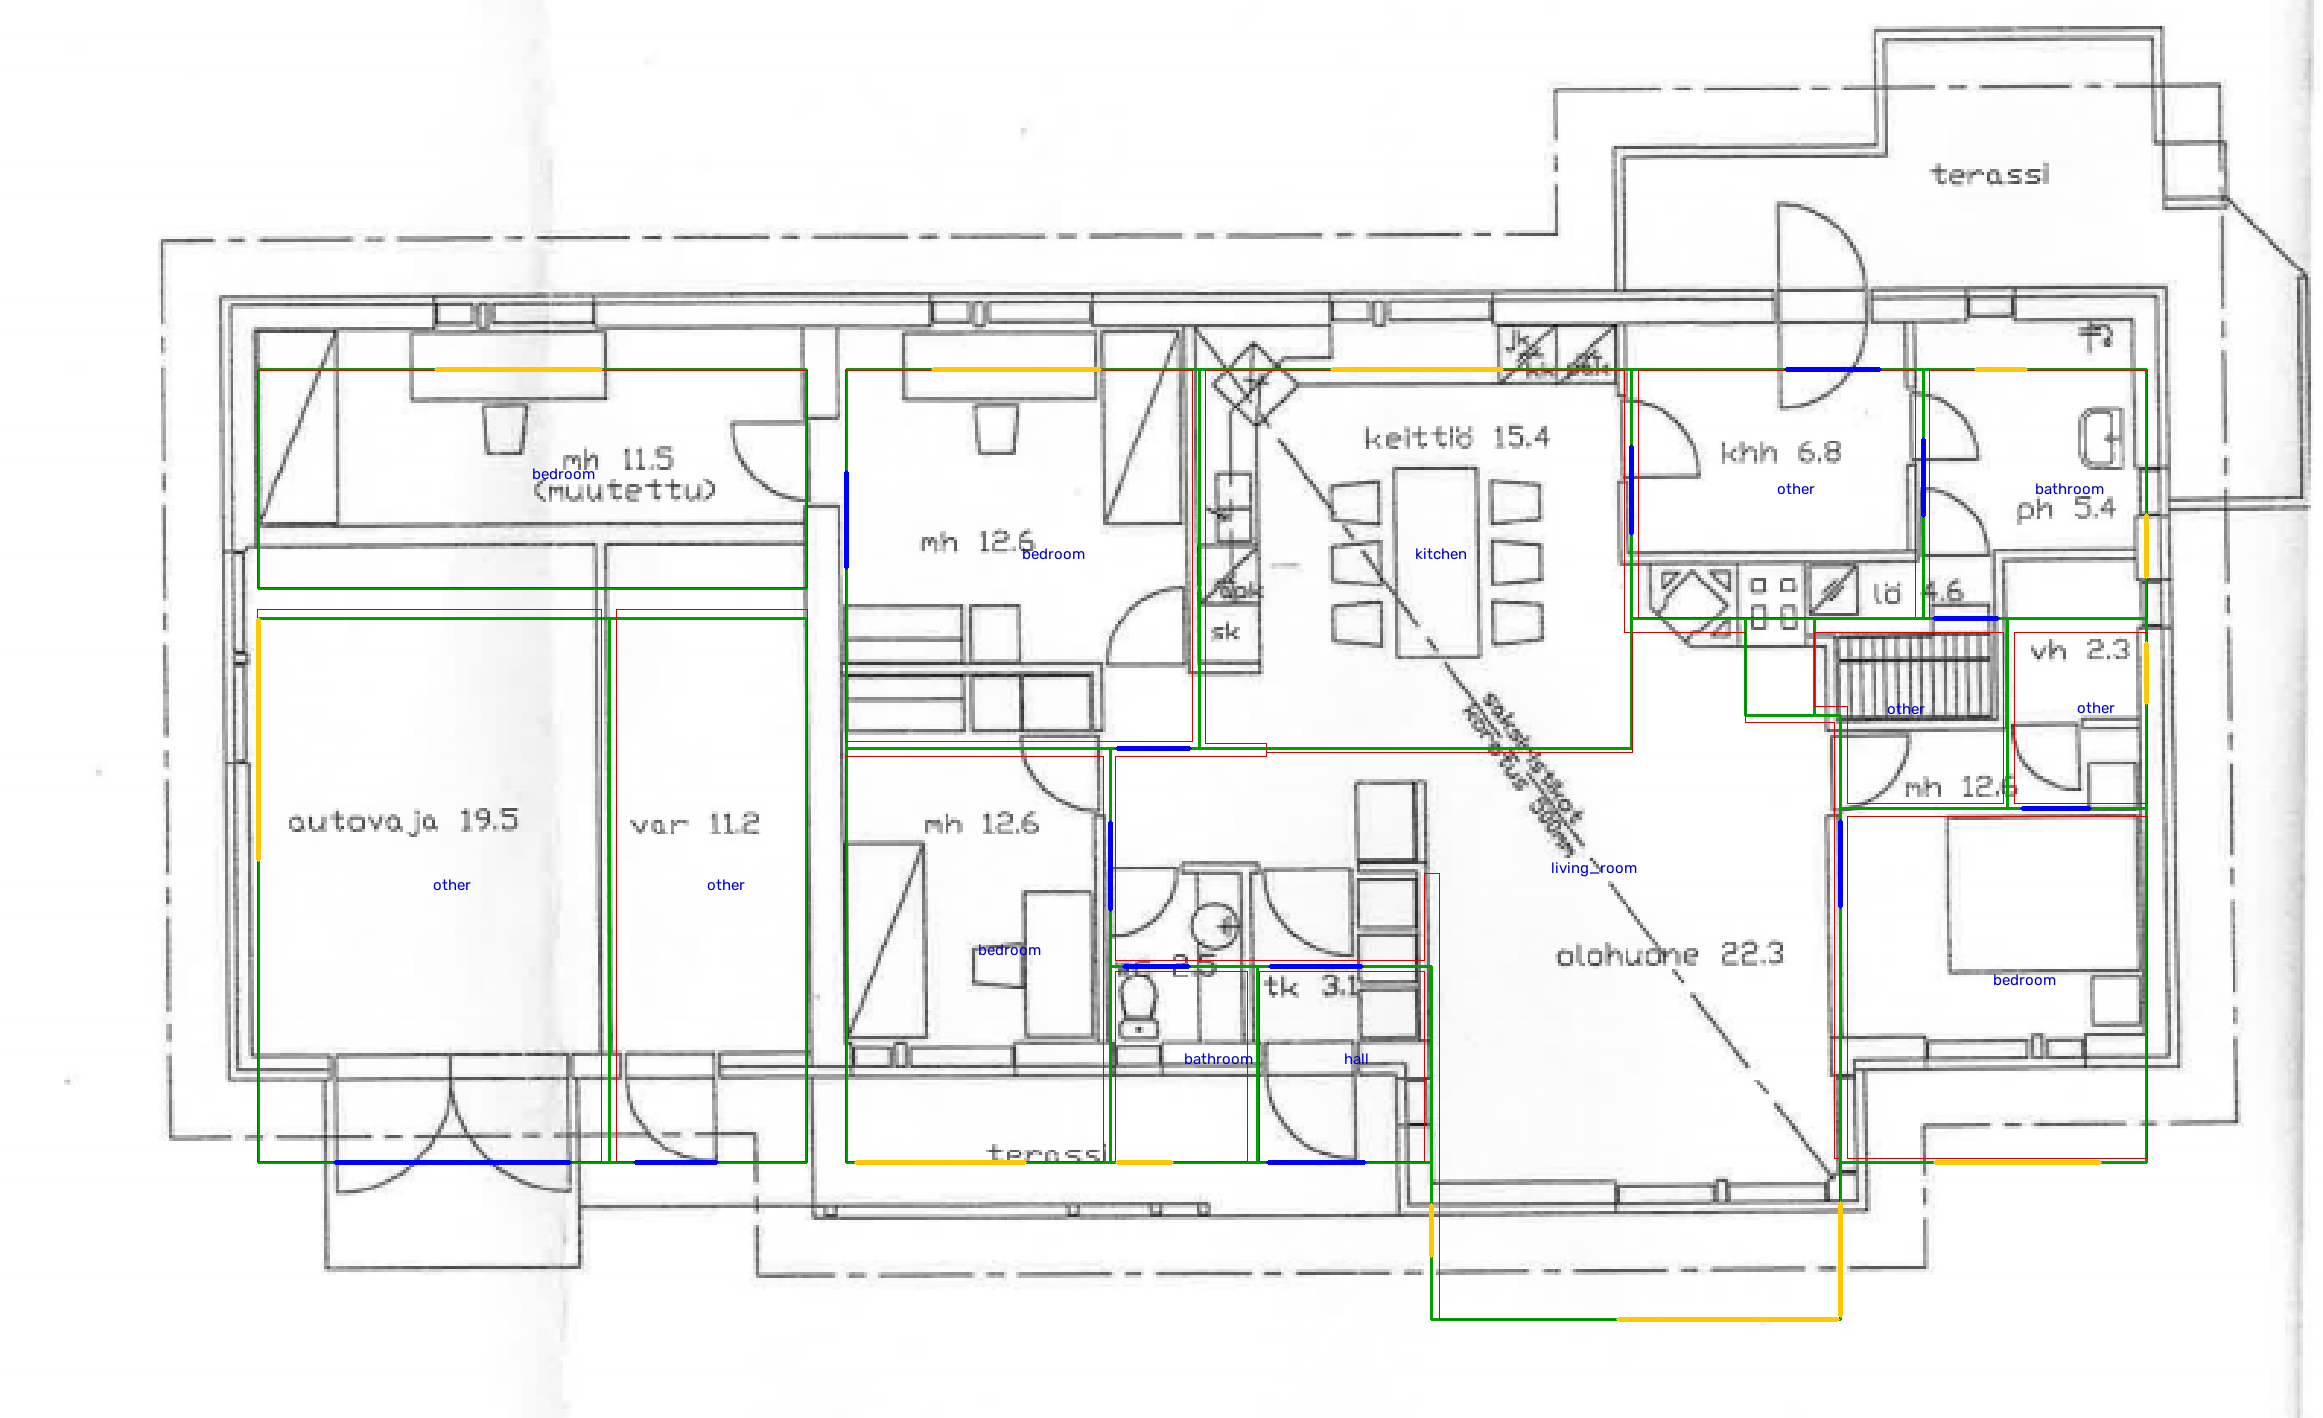 terassi
jk
keittiö 15.4
khh 6.8
mh 11.5
(muutettu)
bedroom
other
bathroom
ph 5.4
mh 12.6
bedroom
kitchen
lö 4.6
sk
vh 2.3
other
other
mh 12.6
autovaja 19.5
var 11.2
mh 12.6
living_room
other
other
bedroom
olohuone 22.3
bedroom
tk 3.1
bathroom
hall
terassi